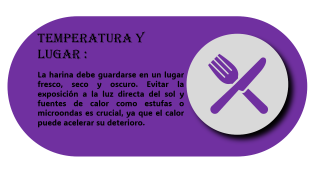 TEMPERATURA Y
LUGAR :
La harina debe guardarse en un lugar
fresco, seco y oscuro. Evitar la
exposición a la luz directa del sol y
fuentes de calor como estufas o
microondas es crucial, ya que el calor
puede acelerar su deterioro.